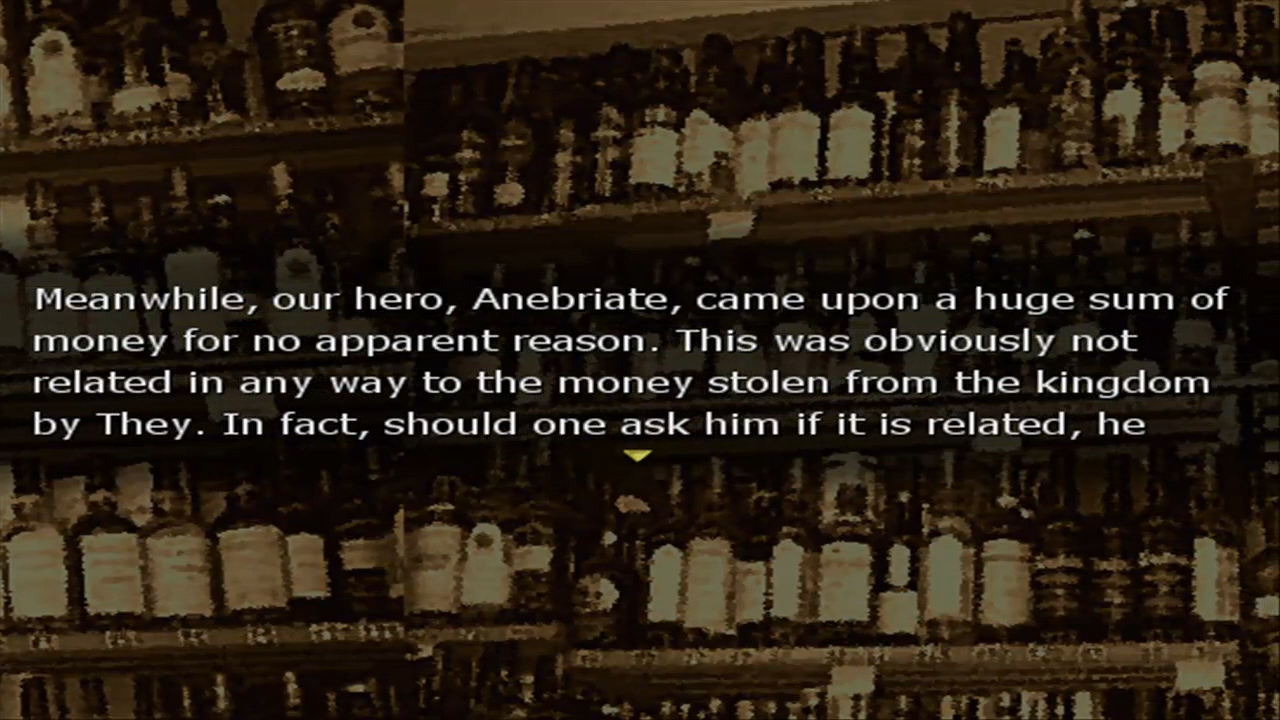 Meanwhile, our hero, Anebriate, came upon a huge sum of
money for no apparent reason. This was obviously not
related in any way to the money stolen from the kingdom
by They. In fact, should one ask him if it is related, he